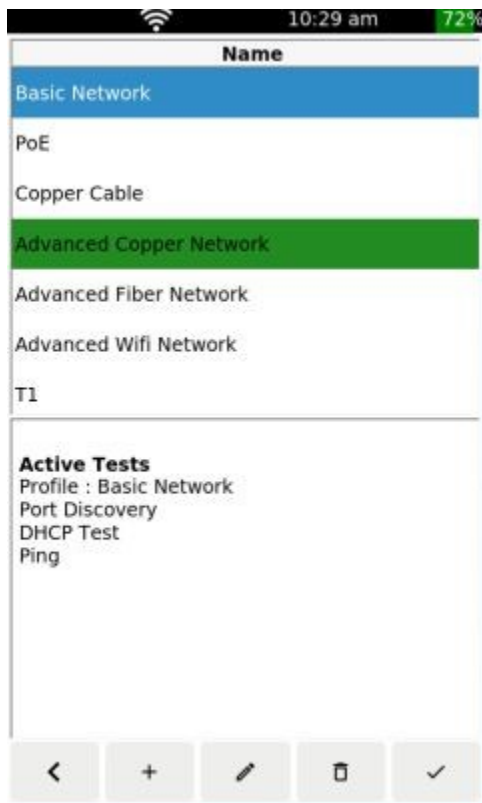 10:29 am 72%
Name
Basic Network
PoE
Copper Cable
Advanced Copper Network
Advanced Fiber Network
Advanced Wifi Network
T1
Active Tests
Profile : Basic Network
Port Discovery
DHCP Test
Ping